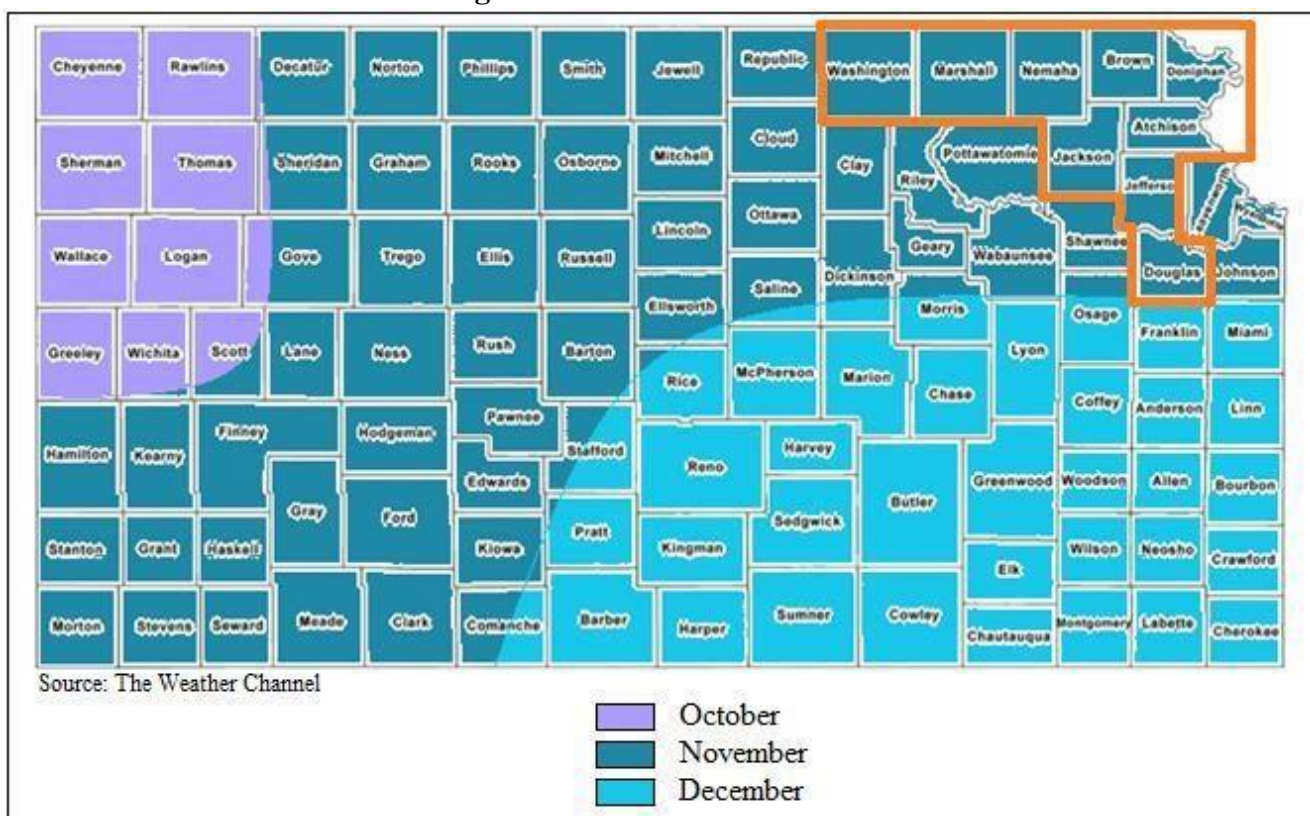 Cheyenne Rawlins Decatur Norton Phillips Smith Jewell Republic Washington Marshall Nemaha Brown Doniphan
Sherman Thomas Sheridan Graham Rooks Osborne Mitchell Cloud Clay Riley Pottawatomie Jackson Atchison
Jefferson Leavenworth Wyandotte
Wallace Logan Gove Trego Ellis Russell Lincoln Ottawa Geary Wabaunsee Shawnee Douglas Johnson
Ellsworth Saline Dickinson Morris Osage Franklin Miami
Greeley Wichita Scott Lane Ness Rush Barton Rice McPherson Marion Chase Lyon Coffey Anderson Linn
Hamilton Kearny Finney Hodgeman Pawnee Stafford Reno Harvey Greenwood Woodson Allen Bourbon
Edwards
Gray Ford Sedgwick Butler
Stanton Grant Haskell Kiowa Pratt Kingman Elk Wilson Neosho Crawford
Morton Stevens Seward Meade Clark Comanche Barber Harper Sumner Cowley Chautauqua Montgomery Labette Cherokee
Source: The Weather Channel
October
November
December